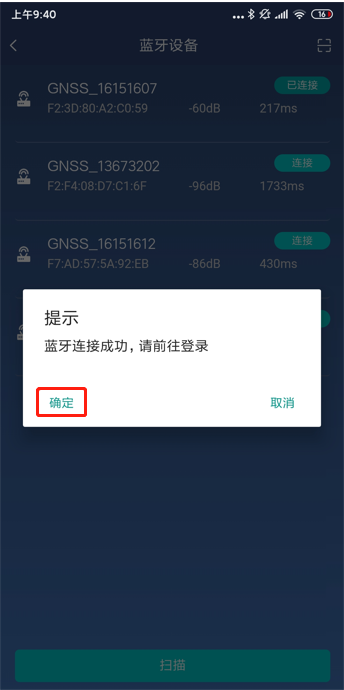 上午9:40
16
蓝牙设备
GNSS_16151607
已连接
F2:3D:80:A2:C0:59 -60dB 217ms
GNSS_13673202
连接
F2:F4:08:D7:C1:6F -96dB 1733ms
GNSS_16151612
连接
F7:AD:57:5A:92:EB -86dB 430ms
提示
蓝牙连接成功，请前往登录
确定 取消
扫描